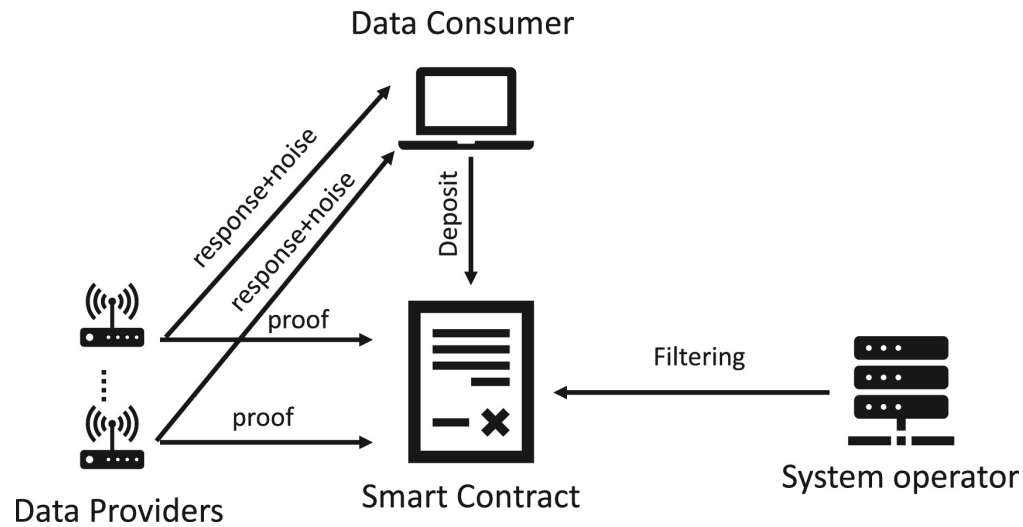 Data Consumer
response+noise
response+noise
Deposit
proof
Filtering
proof
System operator
Smart Contract
Data Providers